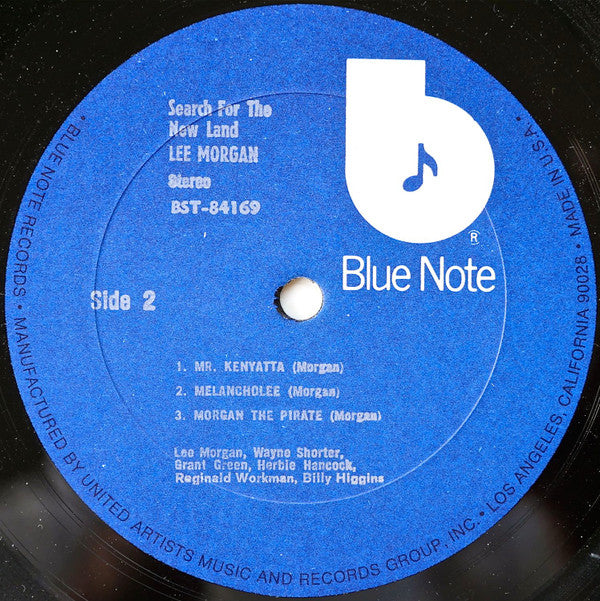 Search For The
New Land
LEE MORGAN
Stereo
BST-84169
®
Blue Note
Side 2
1. MR. KENYATTA (Morgan)
2. MELANCHOLEE (Morgan)
3. MORGAN THE PIRATE (Morgan)
Lee Morgan, Wayne Shorter,
Grant Green, Herbie Hancock,
Reginald Workman, Billy Higgins
• BLUE NOTE RECORDS • MANUFACTURED BY UNITED ARTISTS MUSIC AND RECORDS GROUP, INC. • LOS ANGELES, CALIFORNIA 90028 • MADE IN U.S.A •